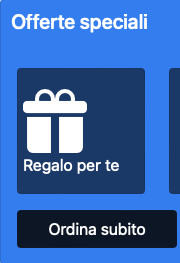 Offerte speciali
Regalo per te
Ordina subito